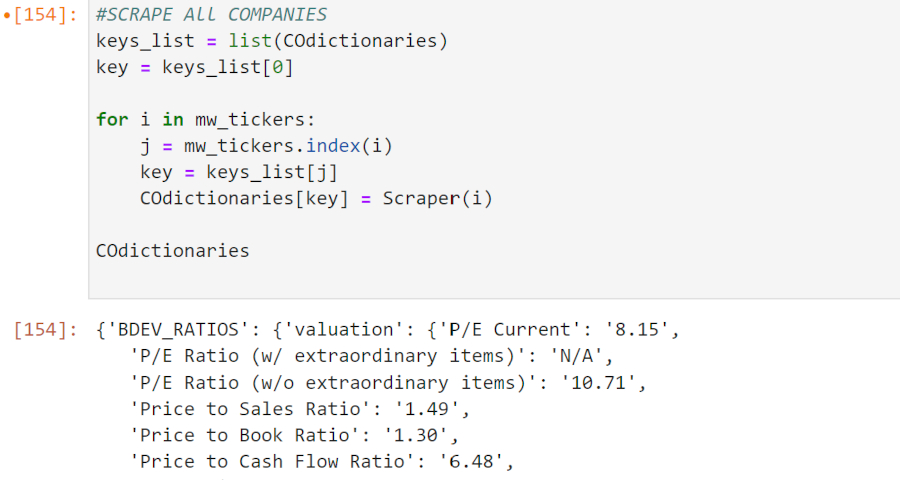 [154]: #SCRAPE ALL COMPANIES
keys_list = list(COdictionaries)
key = keys_list[0]
for i in mw_tickers:
    j = mw_tickers.index(i)
    key = keys_list[j]
    COdictionaries[key] = Scraper(i)
COdictionaries
[154]: {'BDEV_RATIOS': {'valuation': {'P/E Current': '8.15',
'P/E Ratio (w/ extraordinary items)': 'N/A',
'P/E Ratio (w/o extraordinary items)': '10.71',
'Price to Sales Ratio': '1.49',
'Price to Book Ratio': '1.30',
'Price to Cash Flow Ratio': '6.48',